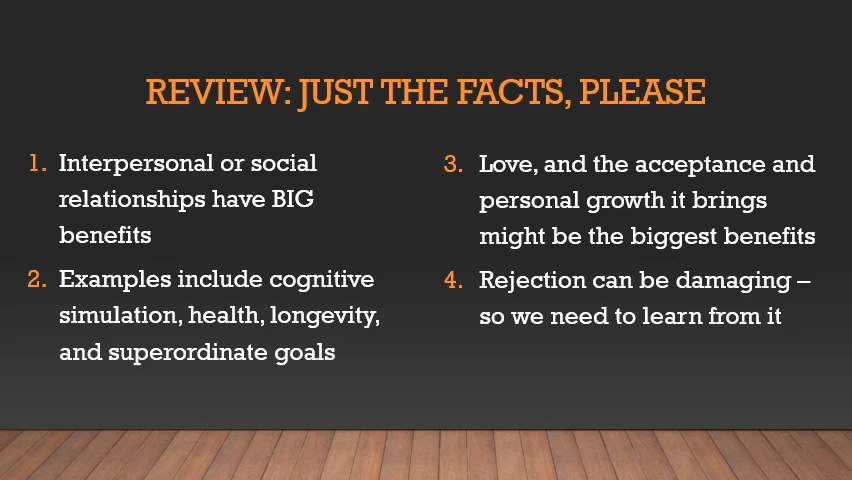 REVIEW: JUST THE FACTS, PLEASE
1. Interpersonal or social
relationships have BIG
benefits
2. Examples include cognitive
simulation, health, longevity,
and superordinate goals
3. Love, and the acceptance and
personal growth it brings
might be the biggest benefits
4. Rejection can be damaging –
so we need to learn from it